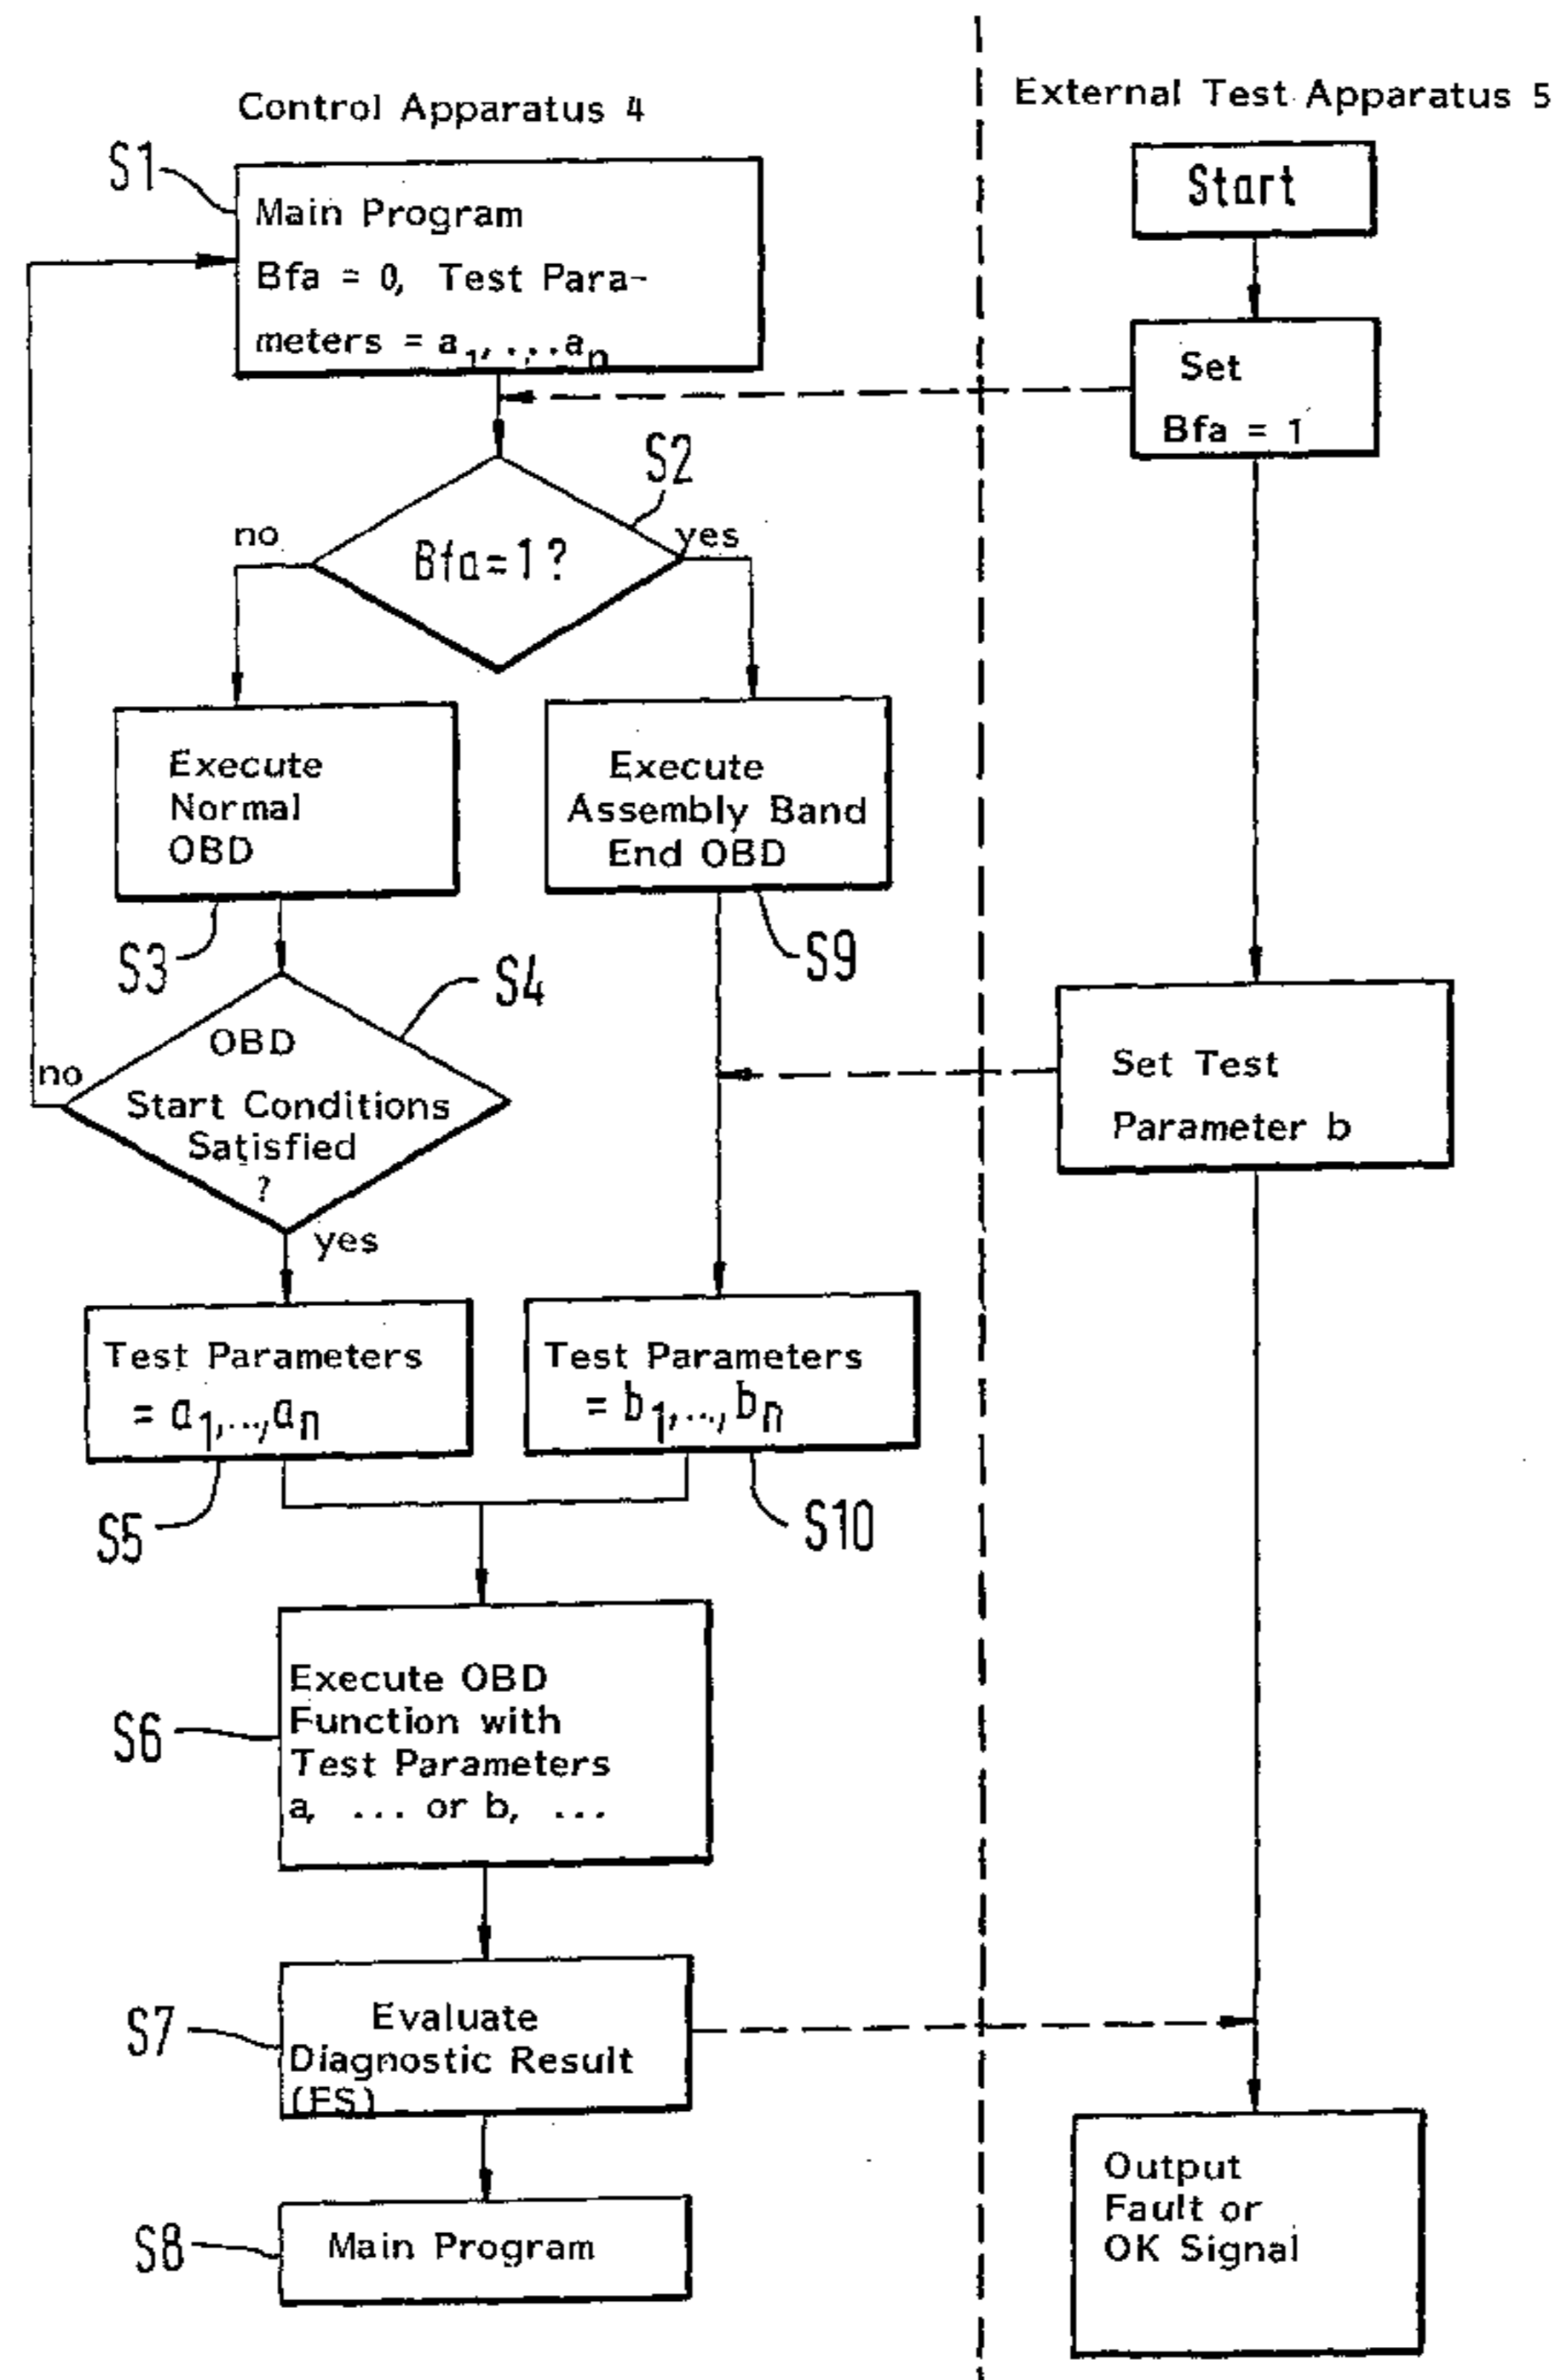 Control Apparatus 4
External Test Apparatus 5
S1
Main Program
Bfa = 0, Test Para-
meters = a1,...an
Start
Set
Bfa = 1
S2
no
Bfa=1?
yes
Execute
Normal
OBD
S3
Execute
Assembly Band
End OBD
S9
S4
OBD
Start Conditions
Satisfied
?
no
yes
Set Test
Parameter b
Test Parameters
= a1,...,an
S5
Test Parameters
= b1,...,bn
S10
S6
Execute OBD
Function with
Test Parameters
a, ... or b, ...
S7
Evaluate
Diagnostic Result
(FS)
S8
Main Program
Output
Fault or
OK Signal